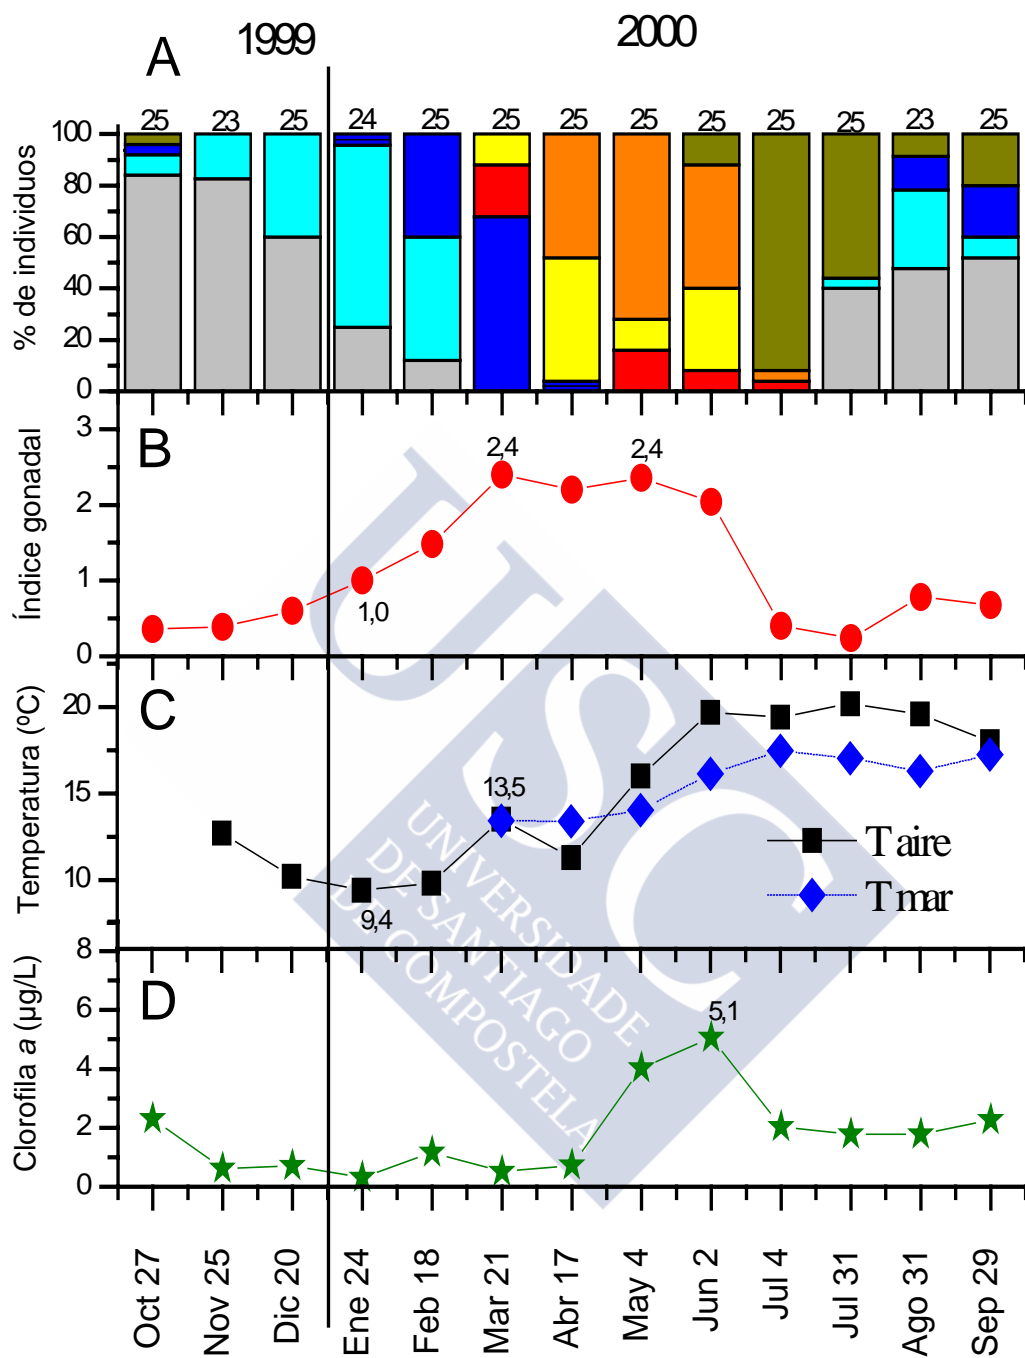 1999
2000
A
25 23 25 24 25 25 25 25 25 25 25 23 25
100
80
60
40
20
0
% de individuos
B
3
2
1
0
Índice gonadal
2,4
2,4
1,0
C
20
15
10
Temperatura (ºC)
13,5
9,4
T aire
T mar
D
8
6
4
2
0
Clorofila a (µg/L)
5,1
USC
UNIVERSIDADE
DE SANTIAGO
DE COMPOSTELA
Oct 27
Nov 25
Dic 20
Ene 24
Feb 18
Mar 21
Abr 17
May 4
Jun 2
Jul 4
Jul 31
Ago 31
Sep 29